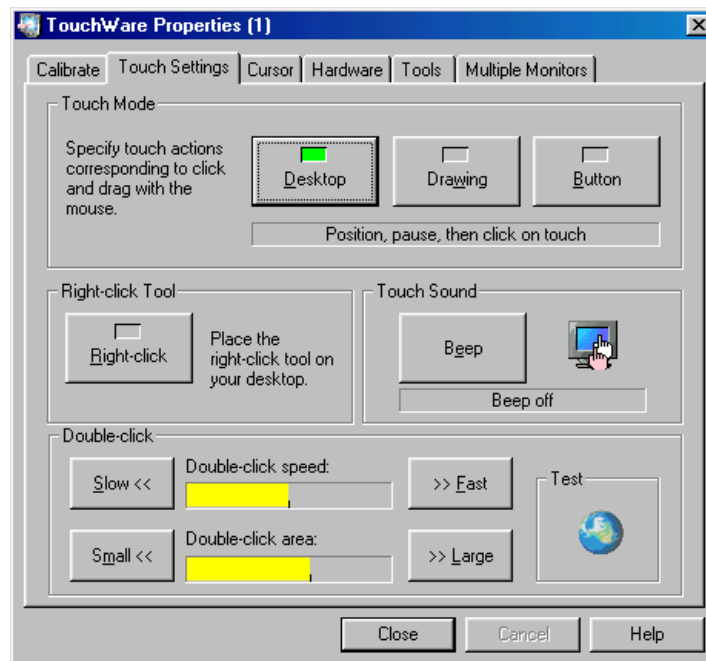 TouchWare Properties (1)
Calibrate Touch Settings Cursor Hardware Tools Multiple Monitors
Touch Mode
Specify touch actions
corresponding to click
and drag with the
mouse.
Desktop Drawing Button
Position, pause, then click on touch
Right-click Tool
Right-click
Place the
right-click tool on
your desktop.
Touch Sound
Beep
Beep off
Double-click
Slow << Double-click speed: >> Fast
Small << Double-click area: >> Large
Test
Close Cancel Help